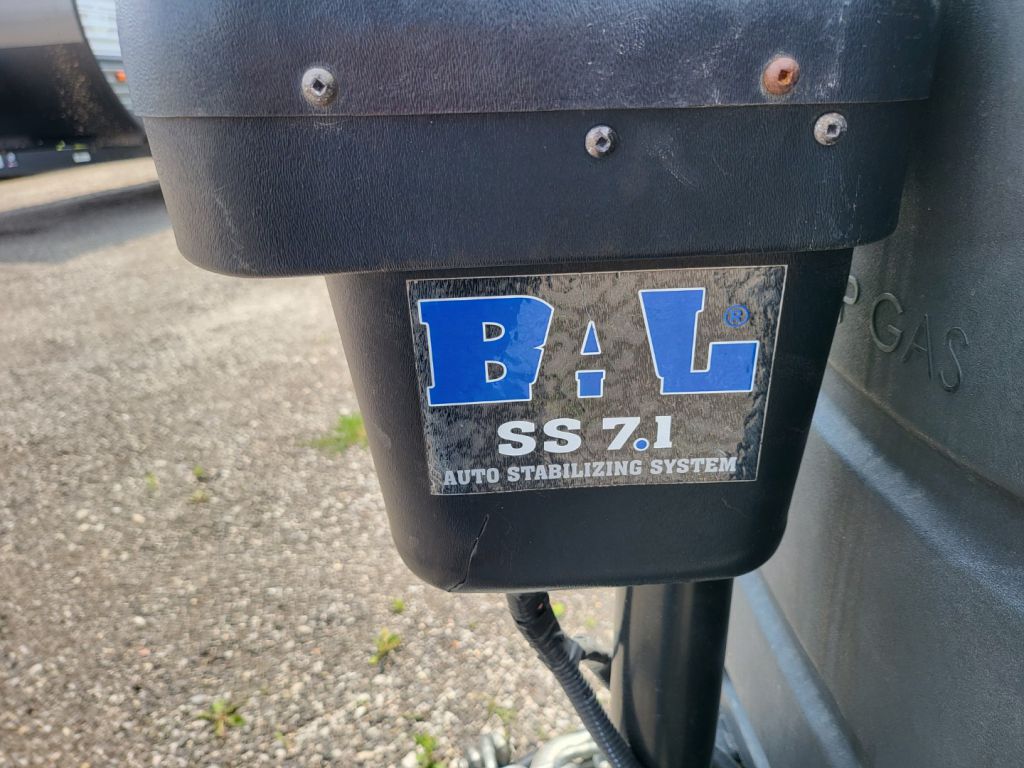 BAL®
SS 7.1
AUTO STABILIZING SYSTEM
P GAS